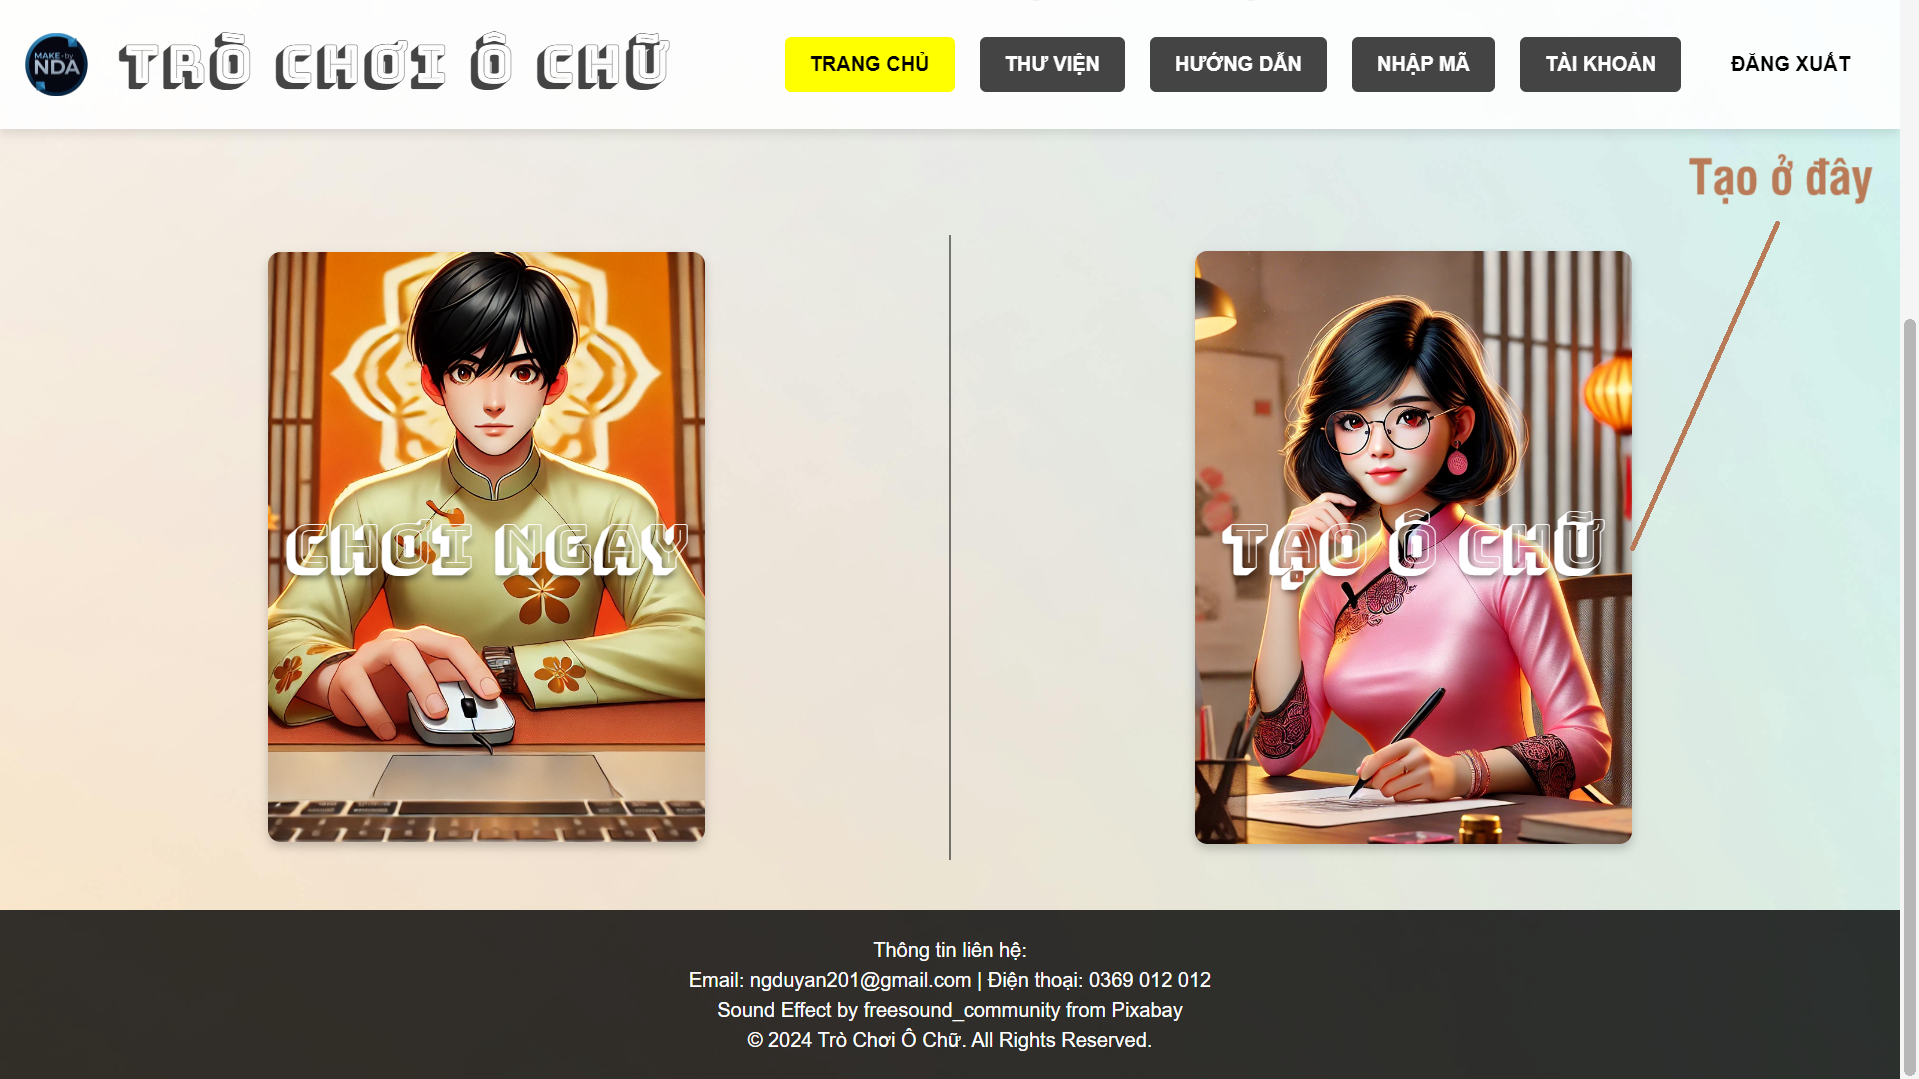 MAKE-by
NDA
TRÒ CHƠI Ô CHỮ
TRANG CHỦ
THƯ VIỆN
HƯỚNG DẪN
NHẬP MÃ
TÀI KHOẢN
ĐĂNG XUẤT
Tạo ở đây
CHƠI NGAY
TẠO Ô CHỮ
Thông tin liên hệ:
Email: ngduyan201@gmail.com | Điện thoại: 0369 012 012
Sound Effect by freesound_community from Pixabay
© 2024 Trò Chơi Ô Chữ. All Rights Reserved.